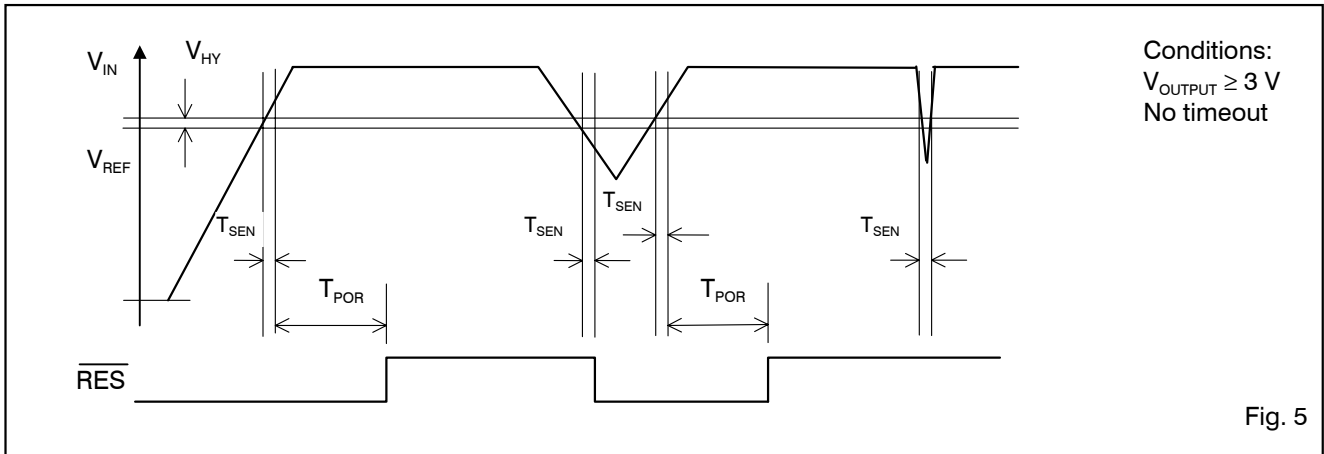 V_IN
V_HY
Conditions:
V_OUTPUT ≥ 3 V
No timeout
V_REF
T_SEN
T_SEN
T_SEN
T_SEN
T_POR
T_POR
RES
Fig. 5